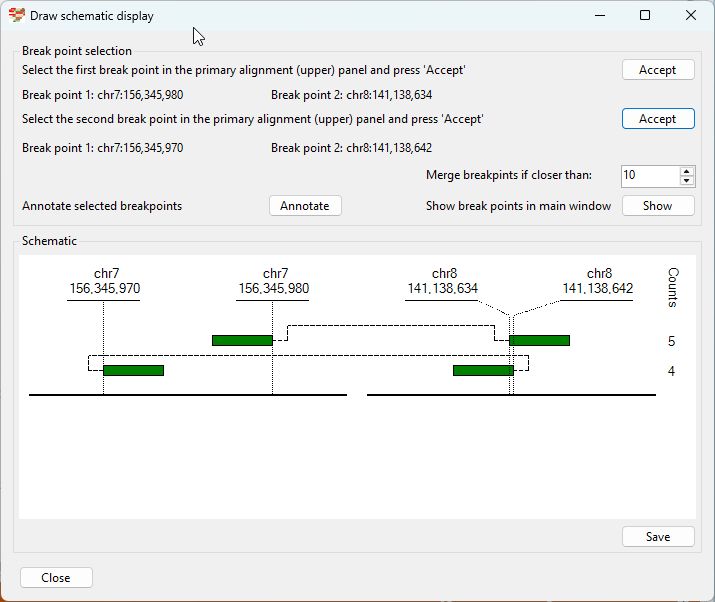 Draw schematic display
Break point selection
Select the first break point in the primary alignment (upper) panel and press 'Accept'
Accept
Break point 1: chr7:156,345,980 Break point 2: chr8:141,138,634
Select the second break point in the primary alignment (upper) panel and press 'Accept'
Accept
Break point 1: chr7:156,345,970 Break point 2: chr8:141,138,642
Merge breakpints if closer than: 10
Annotate selected breakpoints Annotate Show break points in main window Show
Schematic
chr7 chr7 chr8 chr8
156,345,970 156,345,980 141,138,634 141,138,642
Counts
5
4
Save
Close